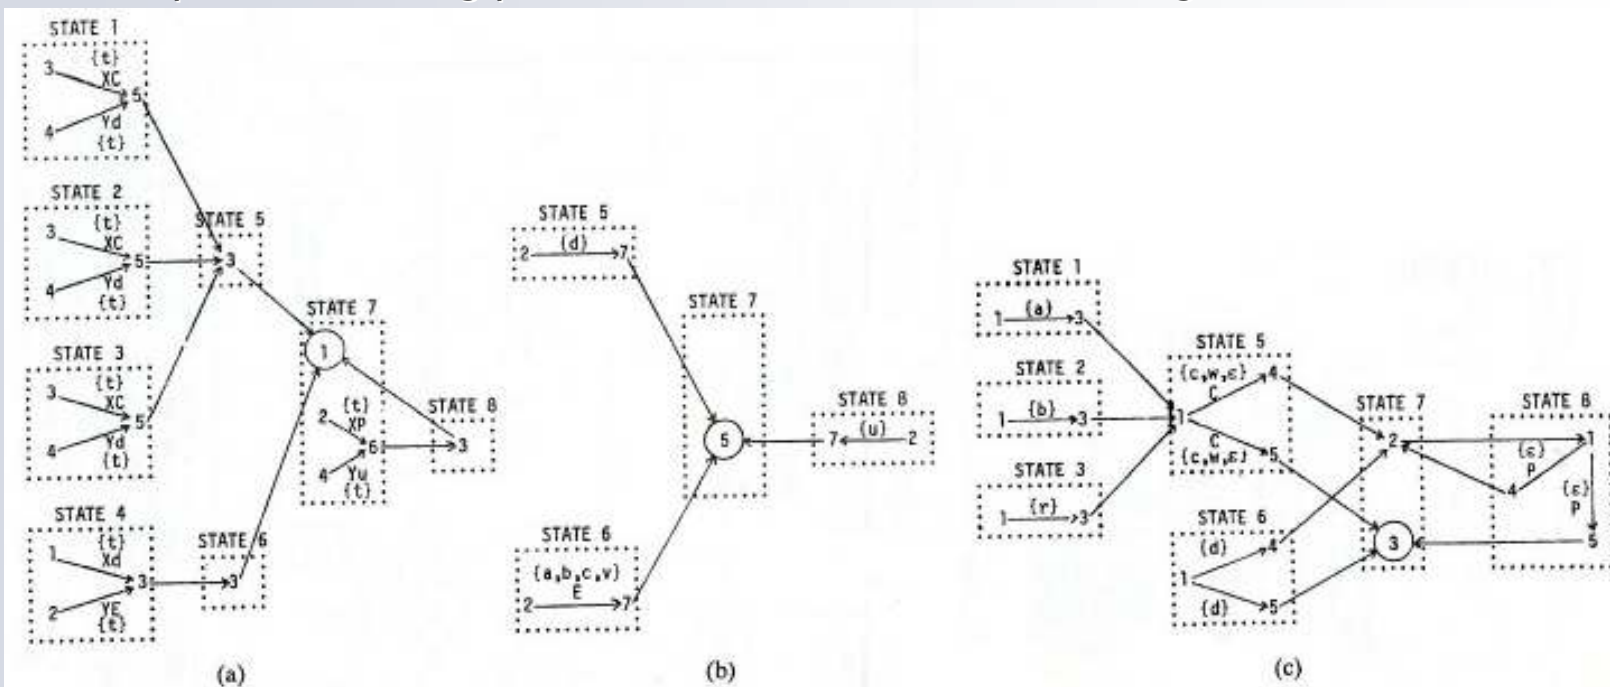 STATE 1
{t}
3 XC
5
4 Yd
{t}
STATE 2
{t}
3 XC
5
4 Yd
{t}
STATE 3
{t}
3 XC
5
4 Yd
{t}
STATE 4
{t}
1 Xd
3
2 YE
{t}
STATE 5
3
STATE 6
3
STATE 7
1
{t}
2 XP
6
4 Yu
{t}
STATE 8
3
(a)
STATE 5
2 {d} 7
STATE 7
5
STATE 8
7 {u} 2
STATE 6
{a,b,c,v}
E
2 7
(b)
STATE 1
1 {a} 3
STATE 2
1 {b} 3
STATE 3
1 {r} 3
STATE 5
{c,w,ε} 4
C
1
C
{c,w,ε} 5
STATE 6
{d} 4
1
{d} 5
STATE 7
2
3
STATE 8
1
{ε}
P
4
{ε}
P
5
(c)